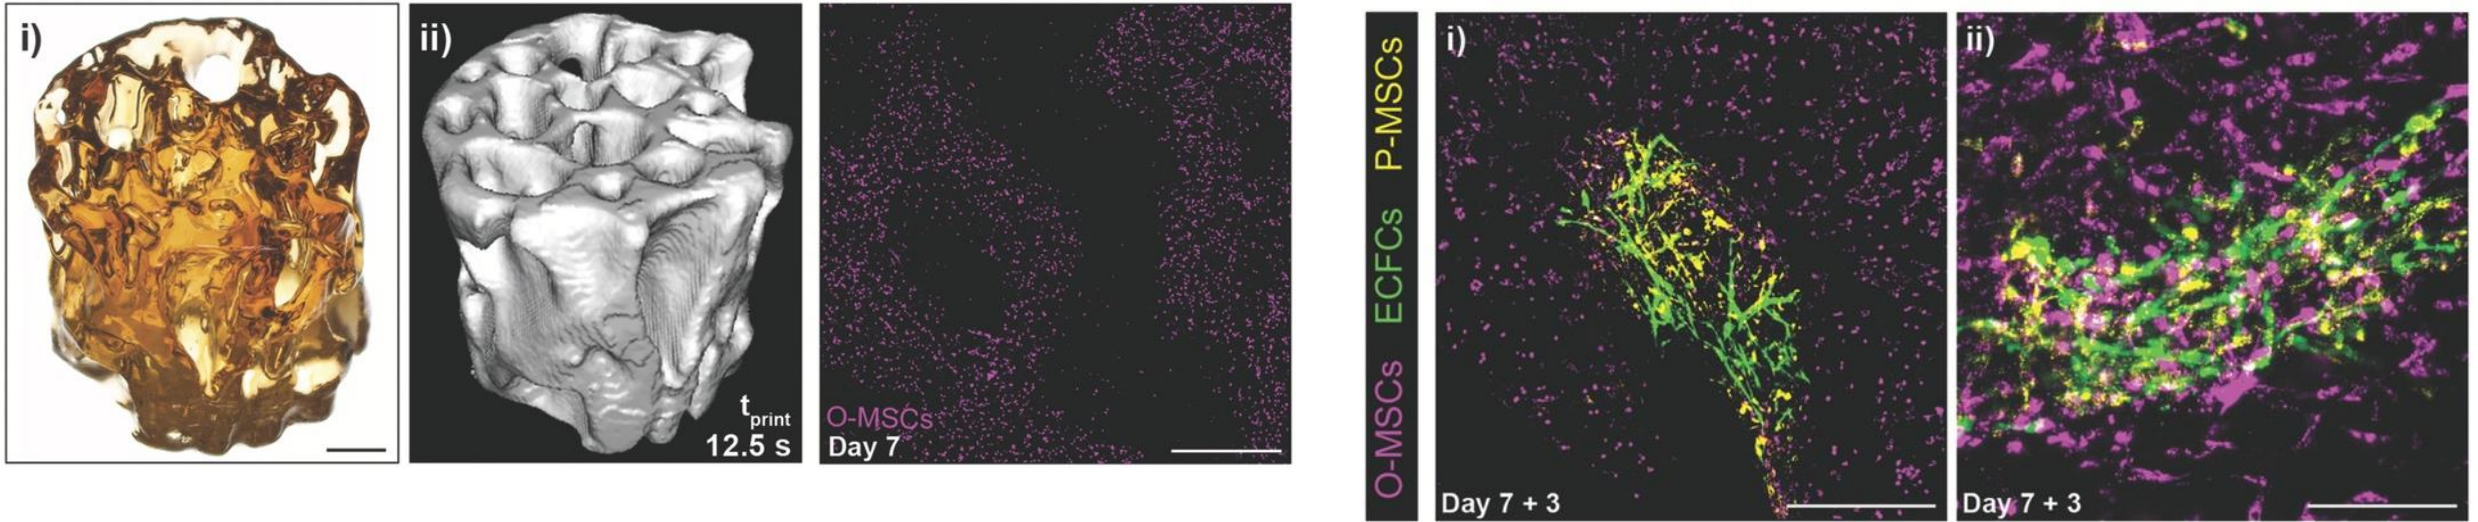 i)
ii)
t print
12.5 s
O-MSCs
Day 7
O-MSCs ECFCs P-MSCs
i)
Day 7 + 3
ii)
Day 7 + 3